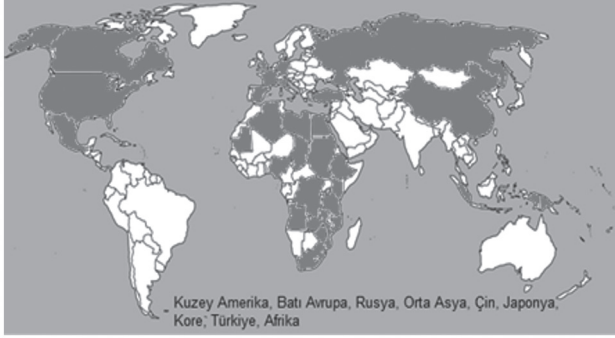 Kuzey Amerika, Batı Avrupa, Rusya, Orta Asya, Çin, Japonya,
Kore, Türkiye, Afrika